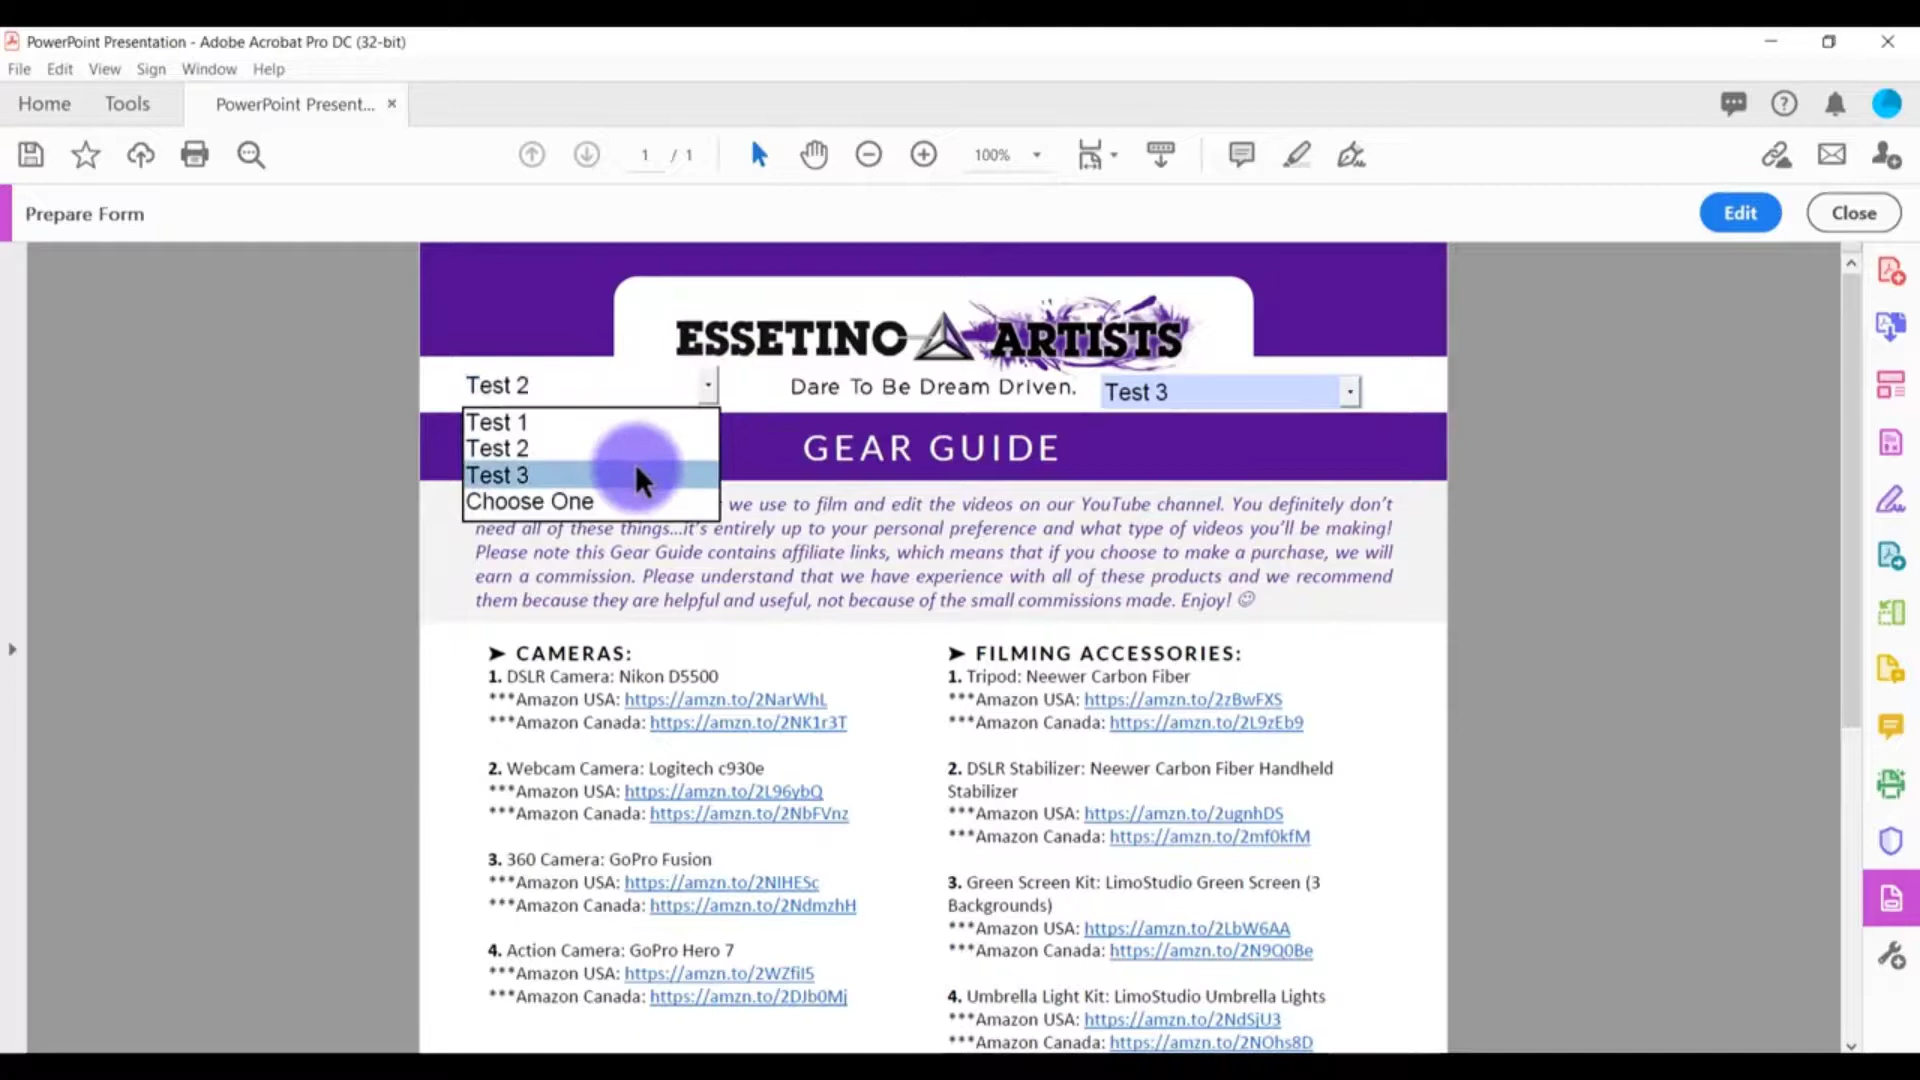 PowerPoint Presentation - Adobe Acrobat Pro DC (32-bit)
File Edit View Sign Window Help
Home Tools PowerPoint Present...
1 / 1 100%
Prepare Form Edit Close
ESSETINO ARTISTS
Test 2 Dare To Be Dream Driven. Test 3
Test 1
Test 2
Test 3
Choose One
GEAR GUIDE
we use to film and edit the videos on our YouTube channel. You definitely don't
need all of these things...it's entirely up to your personal preference and what type of videos you'll be making!
Please note this Gear Guide contains affiliate links, which means that if you choose to make a purchase, we will
earn a commission. Please understand that we have experience with all of these products and we recommend
them because they are helpful and useful, not because of the small commissions made. Enjoy! ☺
➤ CAMERAS:
1. DSLR Camera: Nikon D5500
***Amazon USA: https://amzn.to/2NarWhL
***Amazon Canada: https://amzn.to/2NK1r3T
2. Webcam Camera: Logitech c930e
***Amazon USA: https://amzn.to/2L96ybQ
***Amazon Canada: https://amzn.to/2NbFVnz
3. 360 Camera: GoPro Fusion
***Amazon USA: https://amzn.to/2NIHESc
***Amazon Canada: https://amzn.to/2NdmzhH
4. Action Camera: GoPro Hero 7
***Amazon USA: https://amzn.to/2WZfiI5
***Amazon Canada: https://amzn.to/2DJb0Mj
➤ FILMING ACCESSORIES:
1. Tripod: Neewer Carbon Fiber
***Amazon USA: https://amzn.to/2zBwFXS
***Amazon Canada: https://amzn.to/2L9zEb9
2. DSLR Stabilizer: Neewer Carbon Fiber Handheld
Stabilizer
***Amazon USA: https://amzn.to/2ugnhDS
***Amazon Canada: https://amzn.to/2mf0kfM
3. Green Screen Kit: LimoStudio Green Screen (3
Backgrounds)
***Amazon USA: https://amzn.to/2LbW6AA
***Amazon Canada: https://amzn.to/2N9Q0Be
4. Umbrella Light Kit: LimoStudio Umbrella Lights
***Amazon USA: https://amzn.to/2NdSjU3
***Amazon Canada: https://amzn.to/2NOhs8D